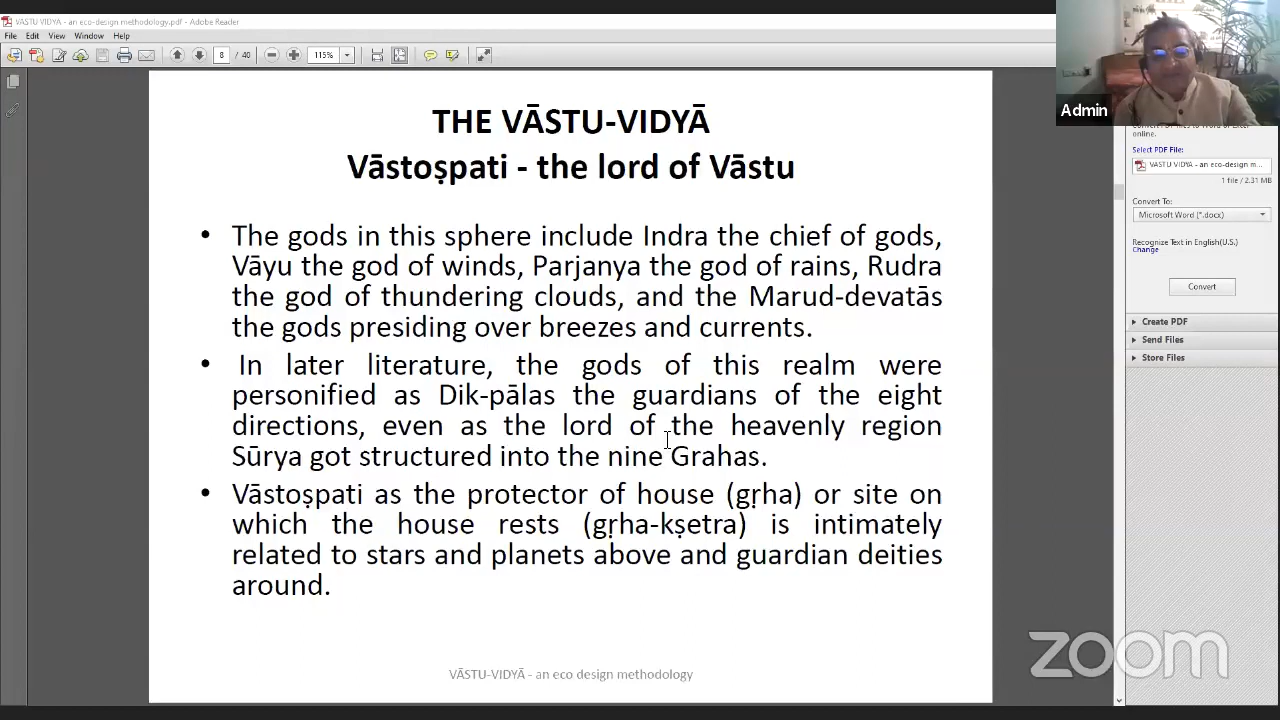 VASTU VIDYA - an eco-design methodology.pdf - Adobe Reader
File Edit View Window Help
8 / 40
115%
Admin
THE VĀSTU-VIDYĀ
Vāstoṣpati - the lord of Vāstu
• The gods in this sphere include Indra the chief of gods,
Vāyu the god of winds, Parjanya the god of rains, Rudra
the god of thundering clouds, and the Marud-devatās
the gods presiding over breezes and currents.
• In later literature, the gods of this realm were
personified as Dik-pālas the guardians of the eight
directions, even as the lord of the heavenly region
Sūrya got structured into the nine Grahas.
• Vāstoṣpati as the protector of house (gṛha) or site on
which the house rests (gṛha-kṣetra) is intimately
related to stars and planets above and guardian deities
around.
VĀSTU-VIDYĀ - an eco design methodology
online.
Select PDF File:
VASTU VIDYA - an eco-design m...
1 file / 2.31 MB
Convert To:
Microsoft Word (*.docx)
Recognize Text in English(U.S.)
Change
Convert
Create PDF
Send Files
Store Files
zoom